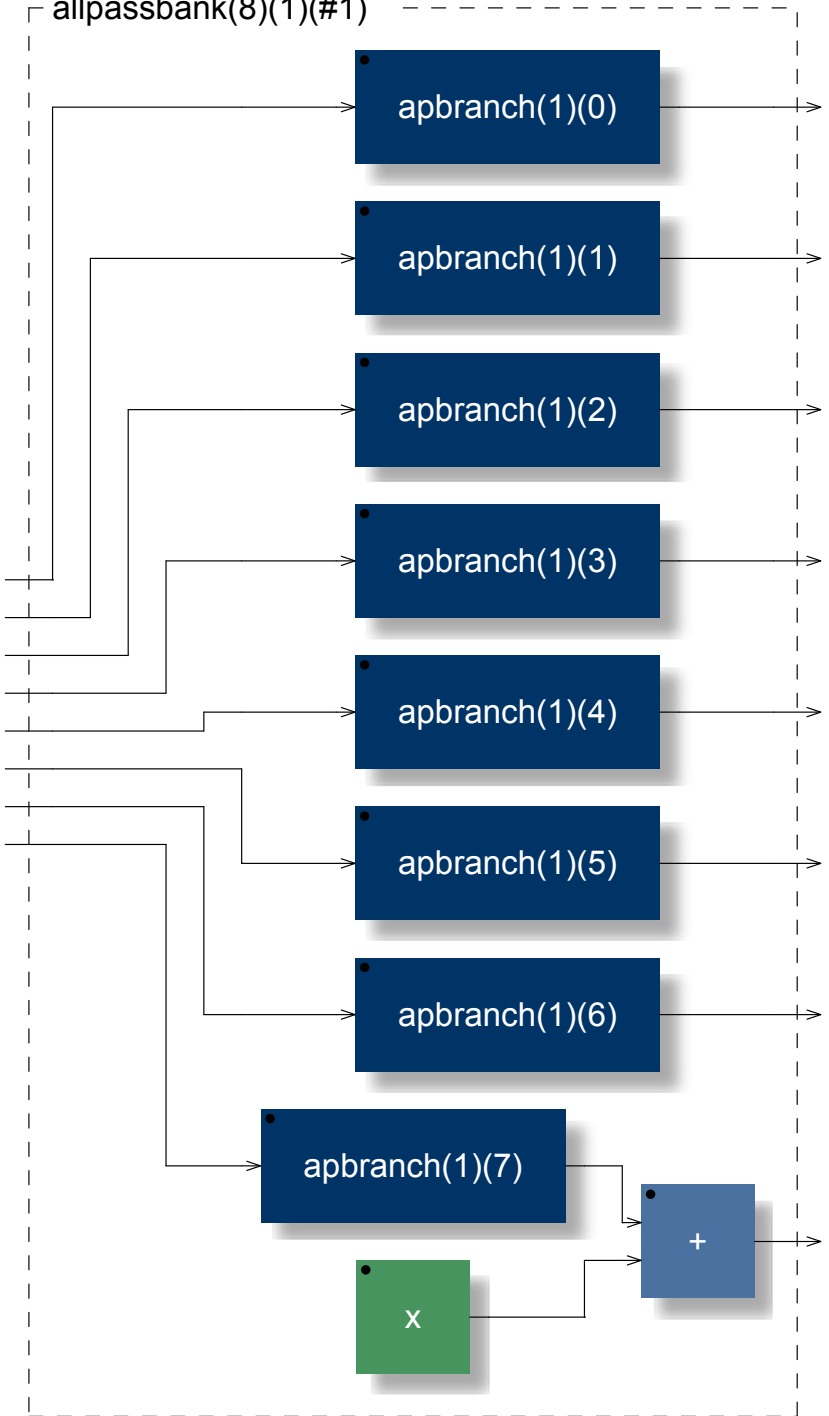 allpassbank(8)(1)(#1)
apbranch(1)(0)
apbranch(1)(1)
apbranch(1)(2)
apbranch(1)(3)
apbranch(1)(4)
apbranch(1)(5)
apbranch(1)(6)
apbranch(1)(7)
+
x